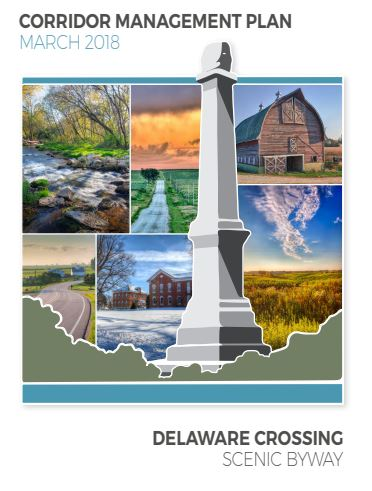 CORRIDOR MANAGEMENT PLAN
MARCH 2018
DELAWARE CROSSING
SCENIC BYWAY